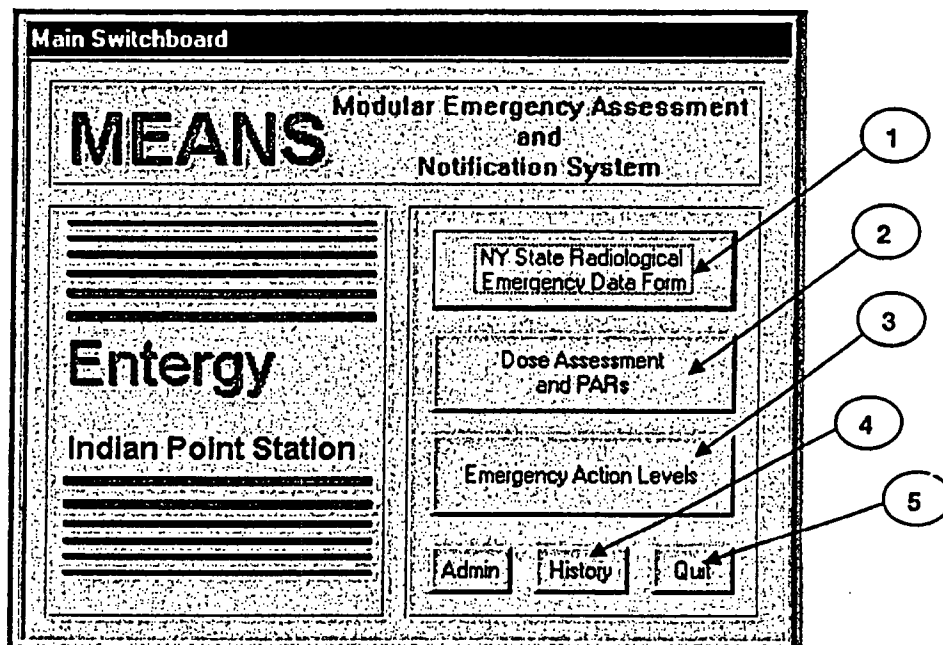 Main Switchboard
MEANS
Modular Emergency Assessment
and
Notification System
Entergy
Indian Point Station
NY State Radiological
Emergency Data Form
Dose Assessment
and PARs
Emergency Action Levels
Admin
History
Quit
1
2
3
4
5